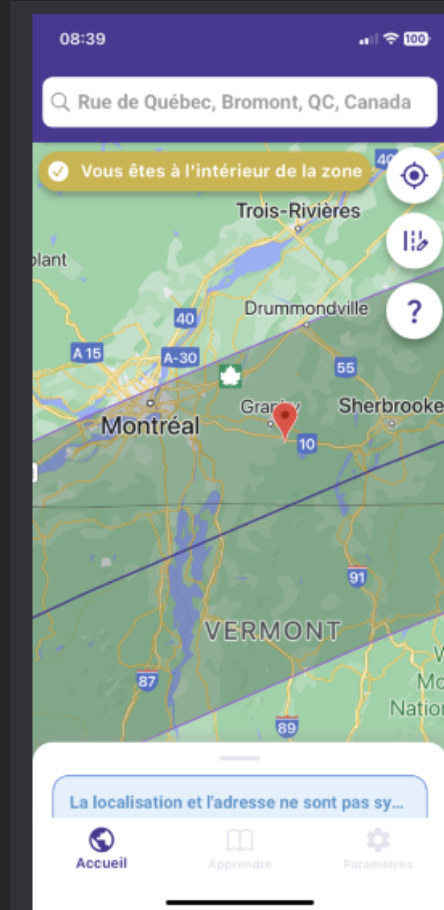 08:39
100
Rue de Québec, Bromont, QC, Canada
Vous êtes à l'intérieur de la zone
40
Trois-Rivières
40
Drummondville
?
A 15
A-30
55
Montréal
Sherbrooke
10
91
VERMONT
87
89
La localisation et l'adresse ne sont pas sy...
Accueil
Apprendre
Paramètres